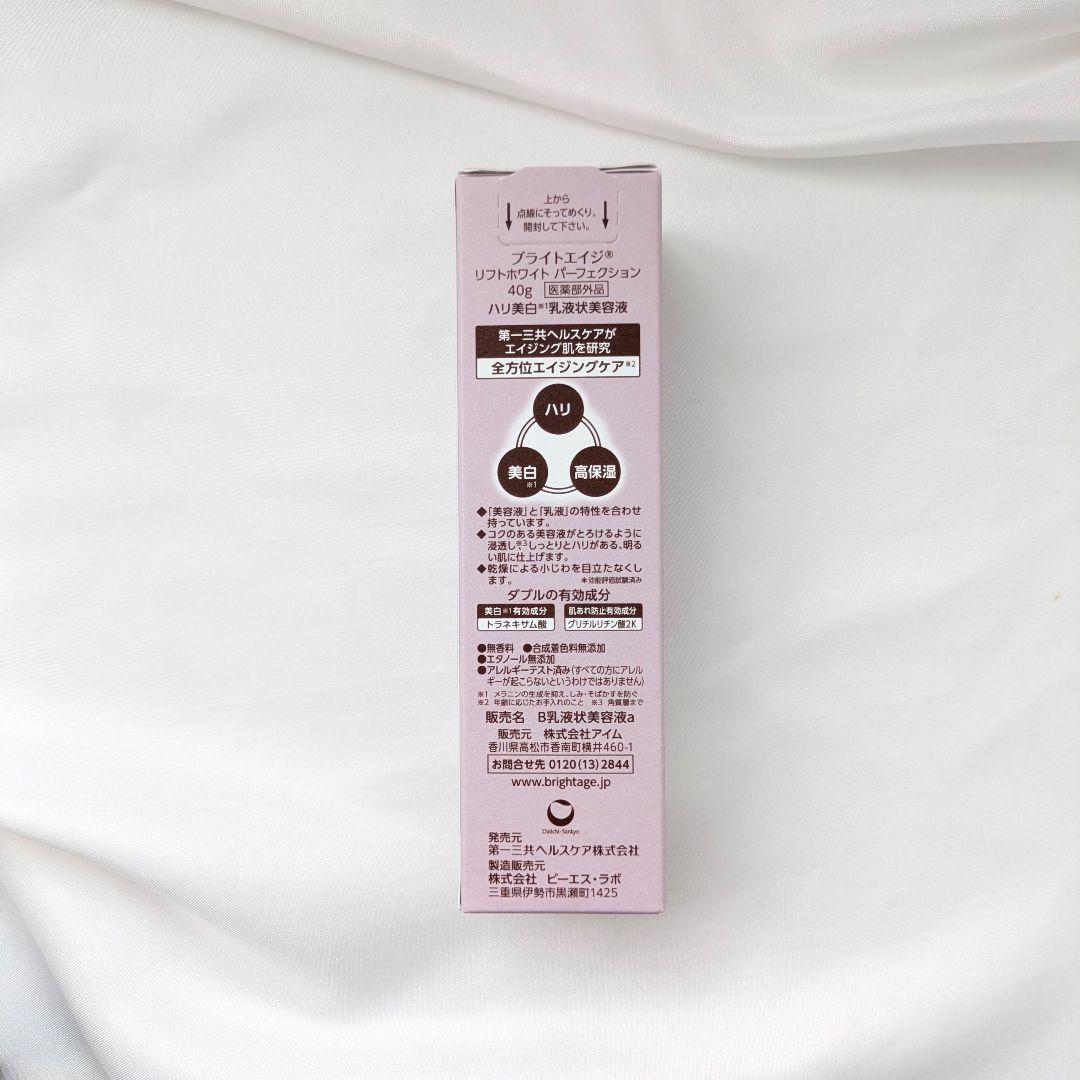 上から
点線にそってめくり、
開封して下さい。
ブライトエイジ®
リフトホワイト パーフェクション
40g 医薬部外品
ハリ美白※1乳液状美容液
第一三共ヘルスケアが
エイジング肌を研究
全方位エイジングケア※2
ハリ
美白※1
高保湿
◆「美容液」と「乳液」の特性を合わせ
持っています。
◆コクのある美容液がとろけるように
浸透し※3、しっとりとハリがある、明る
い肌に仕上げます。
◆乾燥による小じわを目立たなくし
ます。 *効能評価試験済み
ダブルの有効成分
美白※1有効成分 肌あれ防止有効成分
トラネキサム酸 グリチルリチン酸2K
●無香料 ●合成着色料無添加
●エタノール無添加
●アレルギーテスト済み(すべての方にアレル
ギーが起こらないというわけではありません)
※1 メラニンの生成を抑え、しみ・そばかすを防ぐ
※2 年齢に応じたお手入れのこと ※3 角質層まで
販売名 B乳液状美容液a
販売元 株式会社アイム
香川県高松市香南町横井460-1
お問合せ先 0120(13)2844
www.brightage.jp
Daiichi-Sankyo
発売元
第一三共ヘルスケア株式会社
製造販売元
株式会社 ピーエス・ラボ
三重県伊勢市黒瀬町1425